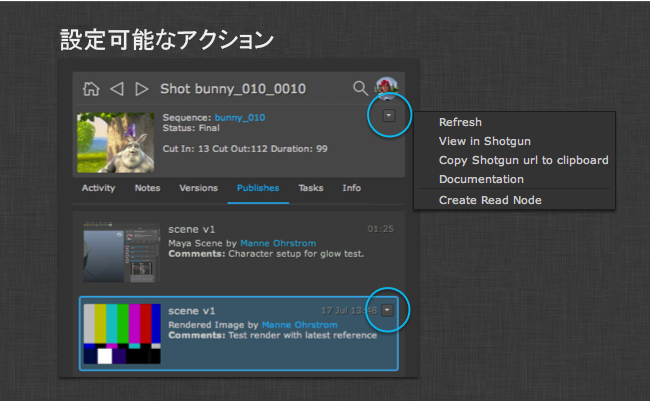 設定可能なアクション
Shot bunny_010_0010
Sequence: bunny_010
Status: Final
Cut In: 13 Cut Out:112 Duration: 99
Refresh
View in Shotgun
Copy Shotgun url to clipboard
Documentation
Create Read Node
Activity Notes Versions Publishes Tasks Info
scene v1 01:25
Maya Scene by Manne Ohrstrom
Comments: Character setup for glow test.
scene v1 17 Jul 13:48
Rendered Image by Manne Ohrstrom
Comments: Test render with latest reference